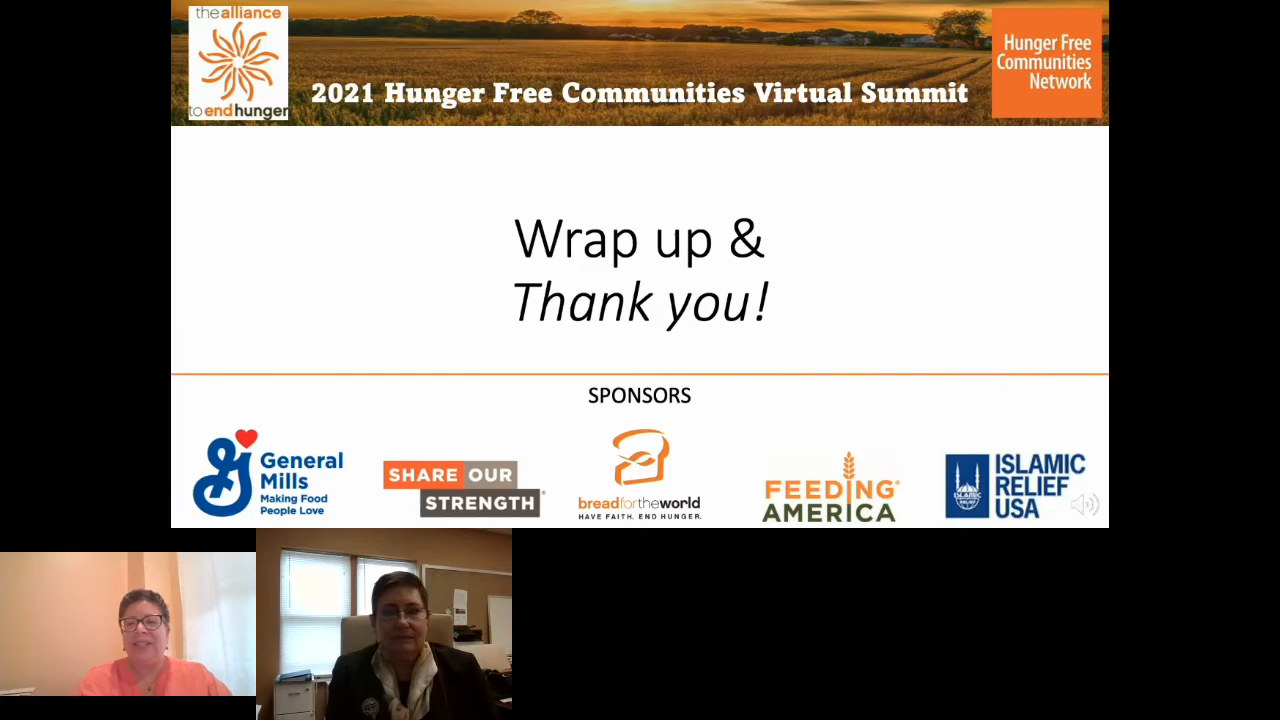 the alliance
to end hunger
2021 Hunger Free Communities Virtual Summit
Hunger Free
Communities
Network
Wrap up &
Thank you!
SPONSORS
General
Mills
Making Food
People Love
SHARE OUR
STRENGTH®
breadfortheworld
HAVE FAITH. END HUNGER.
FEEDING®
AMERICA
ISLAMIC
RELIEF
USA